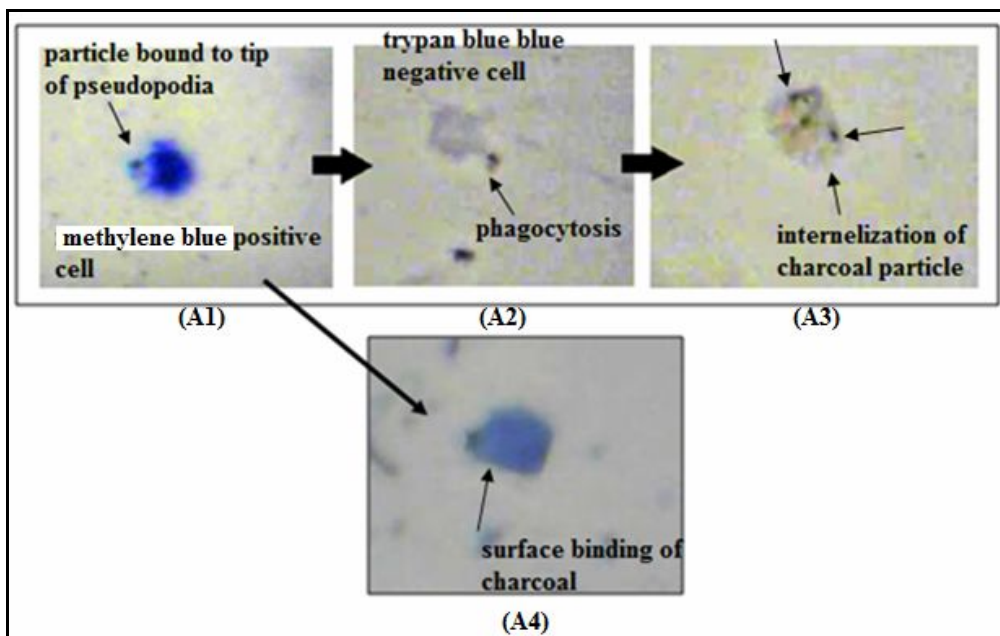 particle bound to tip
of pseudopodia
methylene blue positive
cell
(A1)
trypan blue blue
negative cell
phagocytosis
(A2)
internelization of
charcoal particle
(A3)
surface binding of
charcoal
(A4)